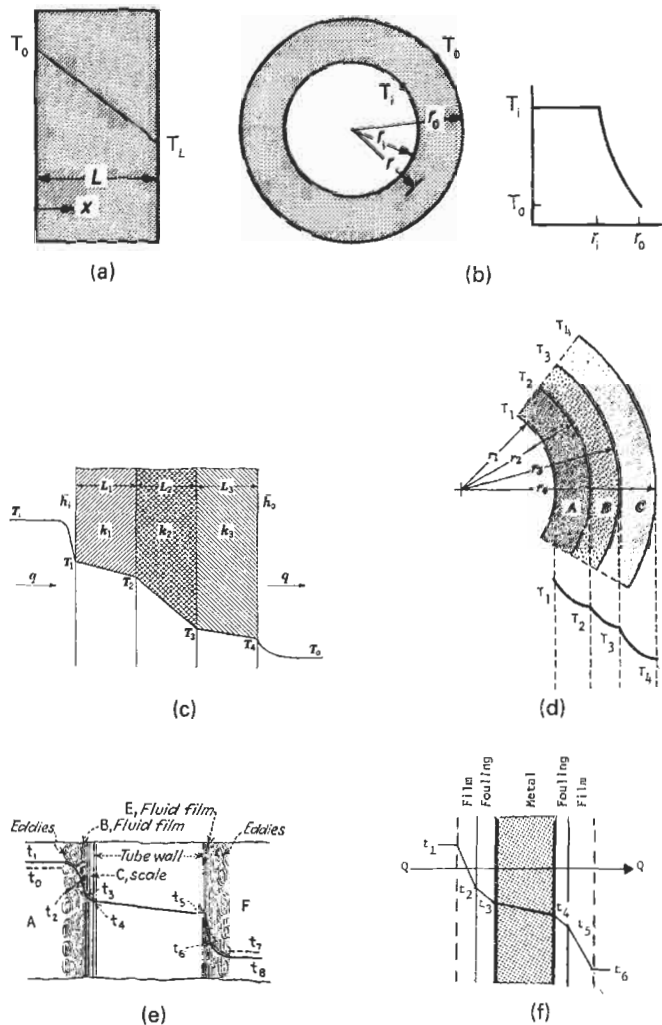 T₀
T_L
L
x
(a)
T₀
Tᵢ
r₀
rᵢ
r
Tᵢ
T₀
rᵢ
r₀
(b)
L₁ L₂ L₃
h̄ᵢ
h̄ₒ
Tᵢ
k₁ k₂ k₃
T₁
T₂
q
q
T₃
T₄
Tₒ
(c)
T₄
T₃
T₂
T₁
r₁
r₂
r₃
r₄
A B C
T₁
T₂
T₃
T₄
(d)
E, Fluid film
Eddies
B, Fluid film
Eddies
t₁
Tube wall
t₀
C, scale
t₃
t₂
t₄
t₅
A
F
t₆
t₇
t₈
(e)
Film
Fouling
Metal
Fouling
Film
t₁
Q
Q
t₂
t₃
t₄
t₅
t₆
(f)